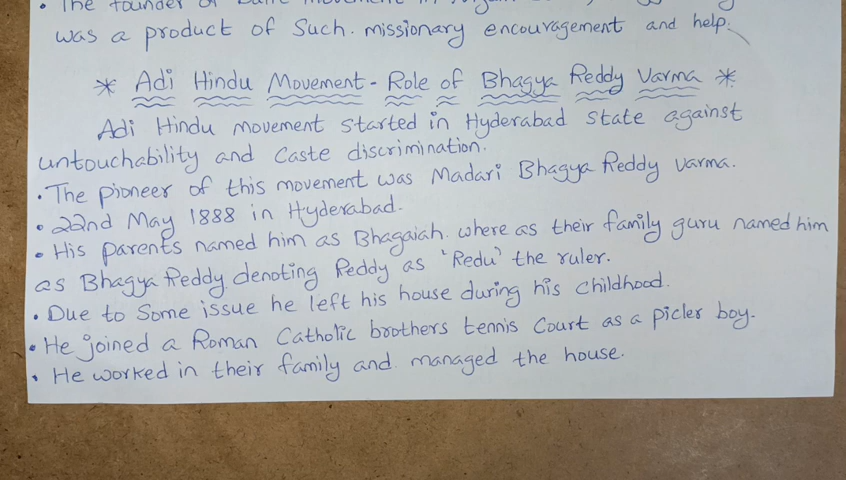 • The founder of
was a product of Such missionary encouragement and help.
* Adi Hindu Movement - Role of Bhagya Reddy Varma *
Adi Hindu movement started in Hyderabad state against
untouchability and caste discrimination.
• The pioneer of this movement was Madari Bhagya Reddy varma.
• 22nd May 1888 in Hyderabad.
• His parents named him as Bhagaiah. where as their family guru named him
as Bhagya Reddy denoting Reddy as 'Redu' the ruler.
• Due to some issue he left his house during his childhood.
• He joined a Roman Catholic brothers tennis court as a picler boy.
• He worked in their family and managed the house.